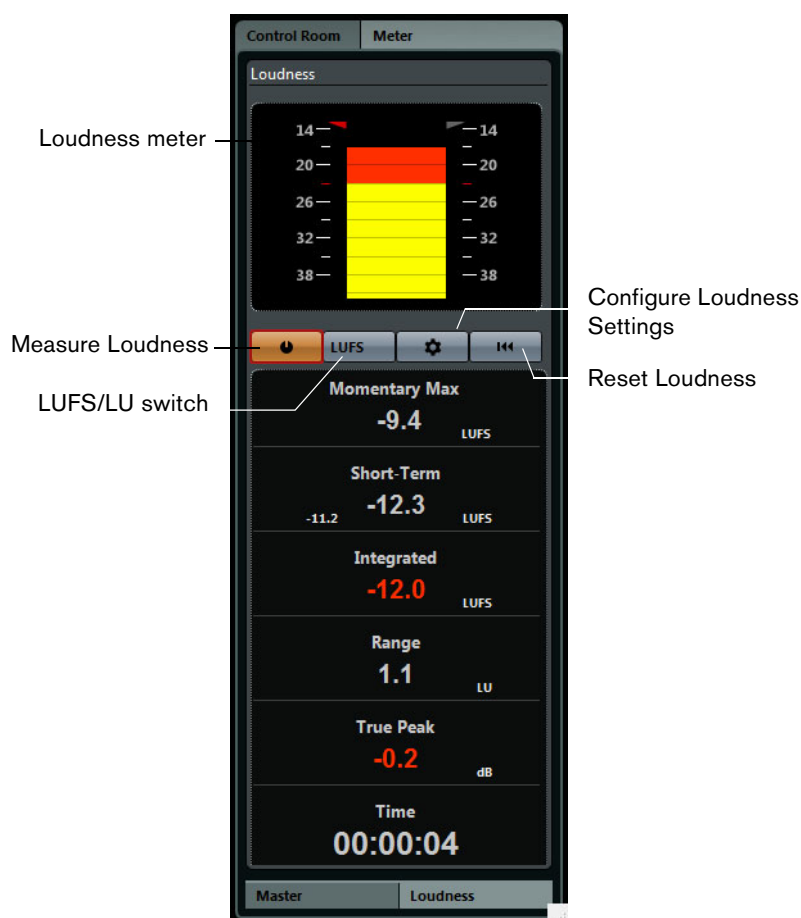 Control Room Meter
Loudness
Loudness meter
14 14
20 20
26 26
32 32
38 38
Configure Loudness
Settings
Measure Loudness
LUFS
Reset Loudness
LUFS/LU switch
Momentary Max
-9.4 LUFS
Short-Term
-11.2 -12.3 LUFS
Integrated
-12.0 LUFS
Range
1.1 LU
True Peak
-0.2 dB
Time
00:00:04
Master Loudness